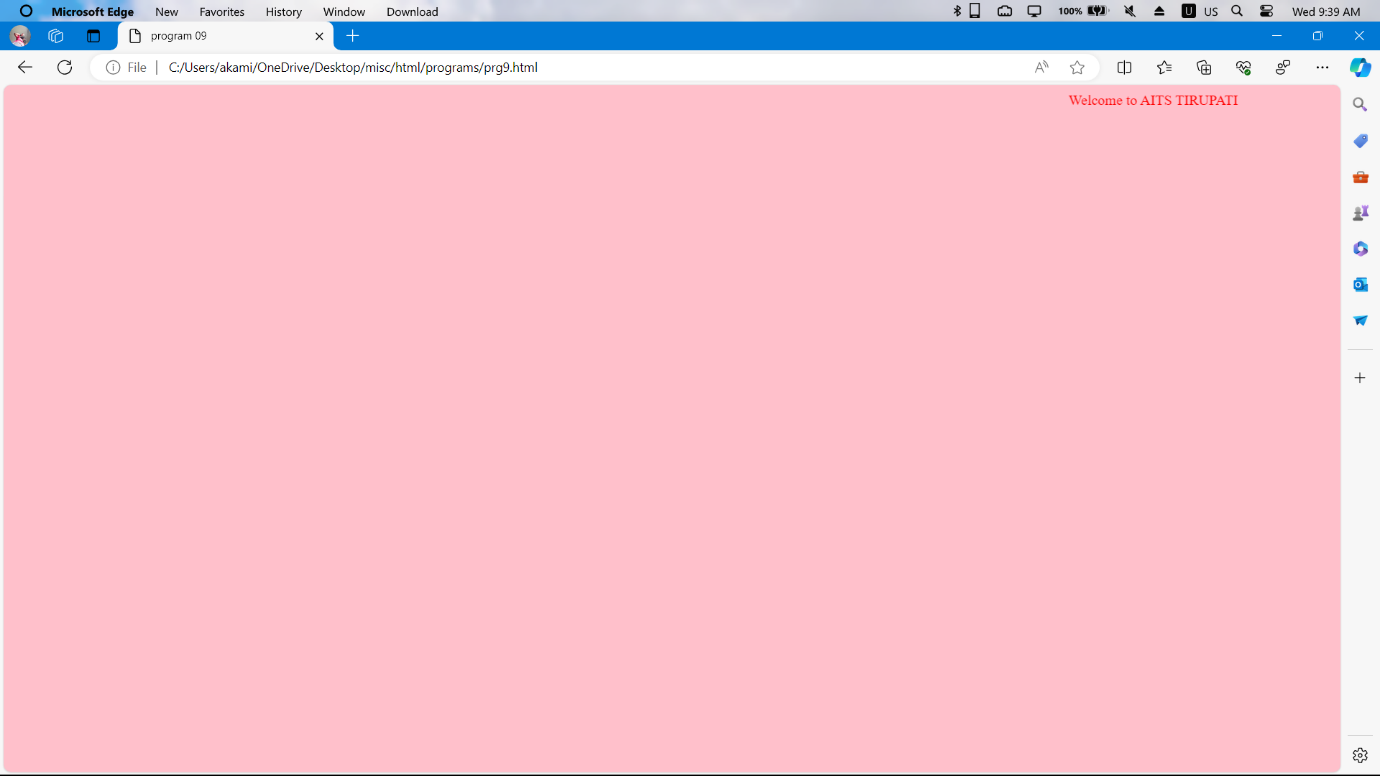 Microsoft Edge New Favorites History Window Download 100% U US Wed 9:39 AM
program 09
File C:/Users/akami/OneDrive/Desktop/misc/html/programs/prg9.html A
Welcome to AITS TIRUPATI